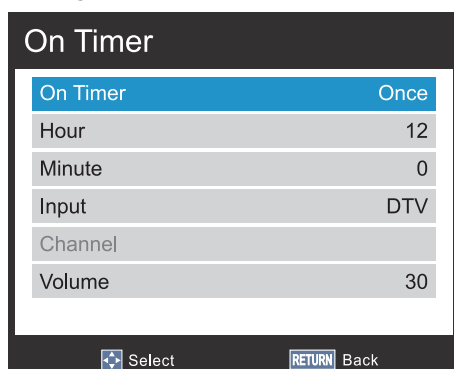 On Timer
On Timer Once
Hour 12
Minute 0
Input DTV
Channel
Volume 30
Select RETURN Back